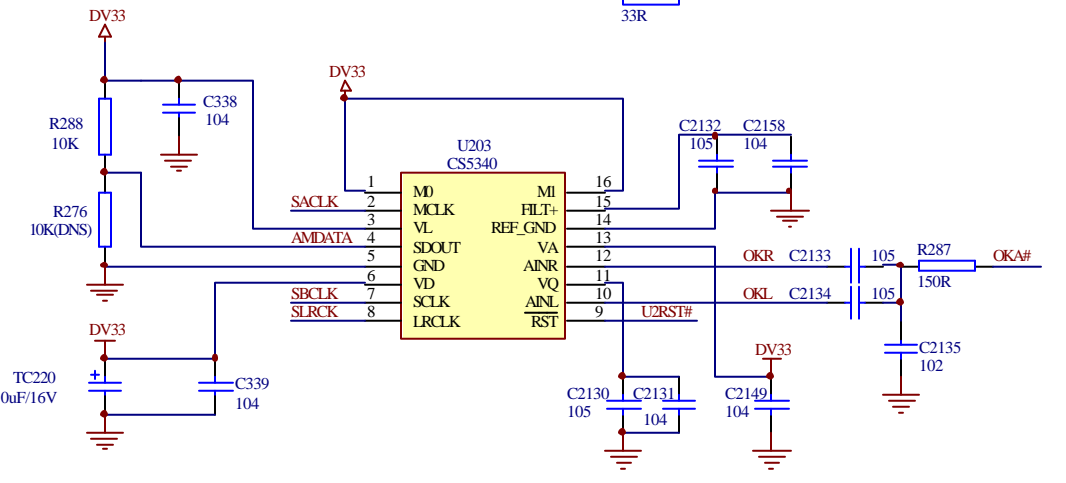 33R
DV33
R288
10K
C338
104
R276
10K(DNS)
DV33
U203
CS5340
1 M0
2 MCLK
3 VL
4 SDOUT
5 GND
6 VD
7 SCLK
8 LRCLK
16 M1
15 FILT+
14 REF_GND
13 VA
12 AINR
11 VQ
10 AINL
9 RST
SACLK
AMDATA
SBCLK
SLRCK
C2132
105
C2158
104
OKR
C2133
105
R287
150R
OKA#
OKL
C2134
105
U2RST#
C2135
102
DV33
TC220
0uF/16V
+
C339
104
C2130
105
C2131
104
DV33
C2149
104